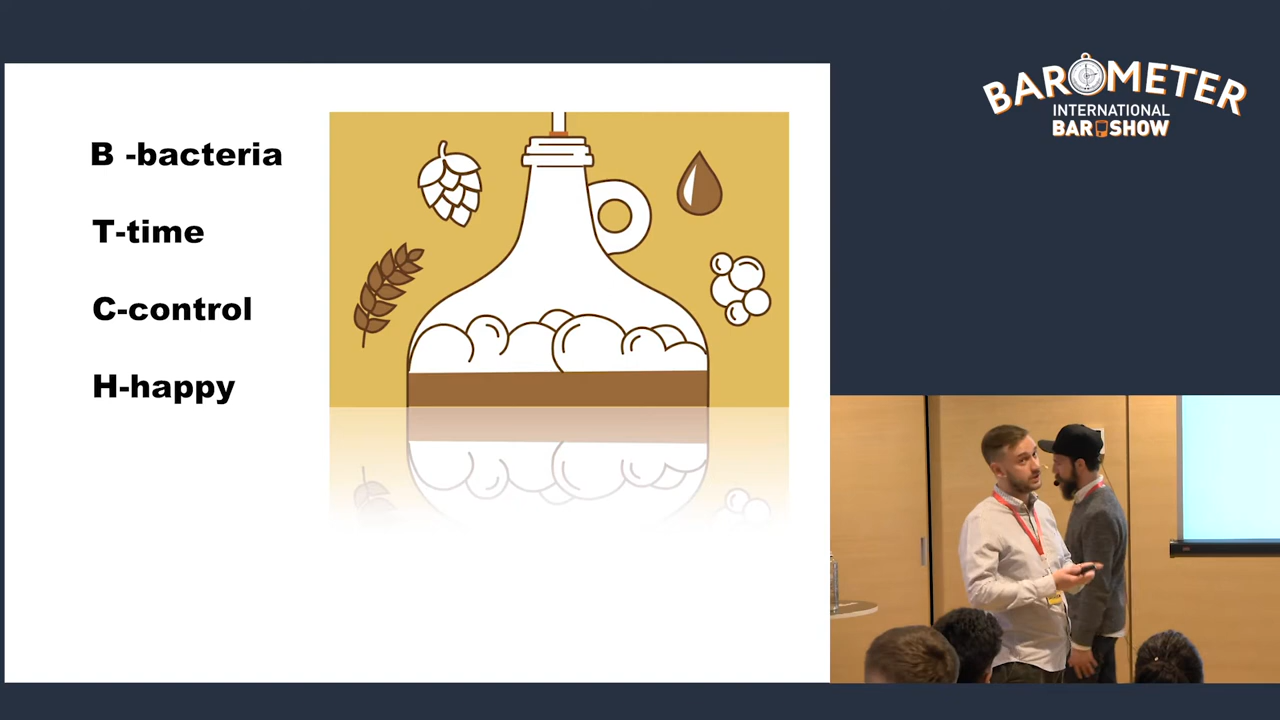 B -bacteria
T-time
C-control
H-happy
BAROMETER
INTERNATIONAL
BAR SHOW